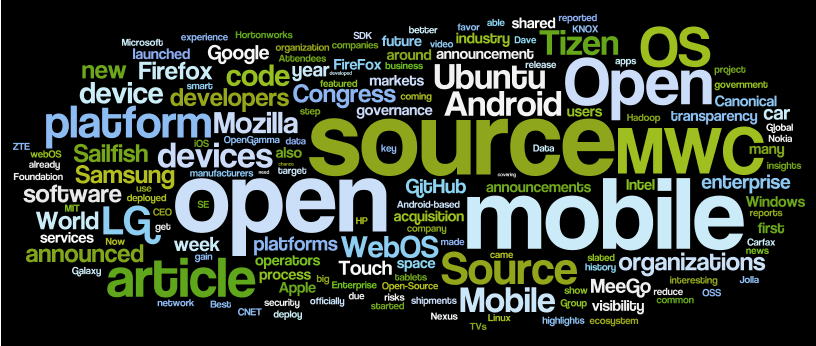 Hortonworks SDK better favor able Dave reported KNOX
Microsoft experience organization companies future video shared
launched Google Attendees industry Tizen OS
new Firefox code year FireFox around announcement release apps
smart featured business markets Ubuntu Open project government
device developers Congress coming Android users Canonical
platform Mozilla step governance Hadoop transparency car
iOS OpenGamma data key source MWC Global Nokia
ZTE webOS Sailfish devices also Data many
already Samsung manufacturers read chance target covering insights
Foundation use open GitHub announcements Intel enterprise
software deployed SE Android-based mobile Windows
MIT CEO HP acquisition reports
World LG get company first
services Now week platforms WebOS made Carfax
announced gain operators Touch space came Source slated history organizations news
Galaxy article process big Apple Enterprise tablets Open-Source MeeGo interesting Jolla
network Best security officially due risks started shipments Mobile show Group visibility reduce common OSS
CNET deploy Nexus Linux TVs highlights ecosystem
developed